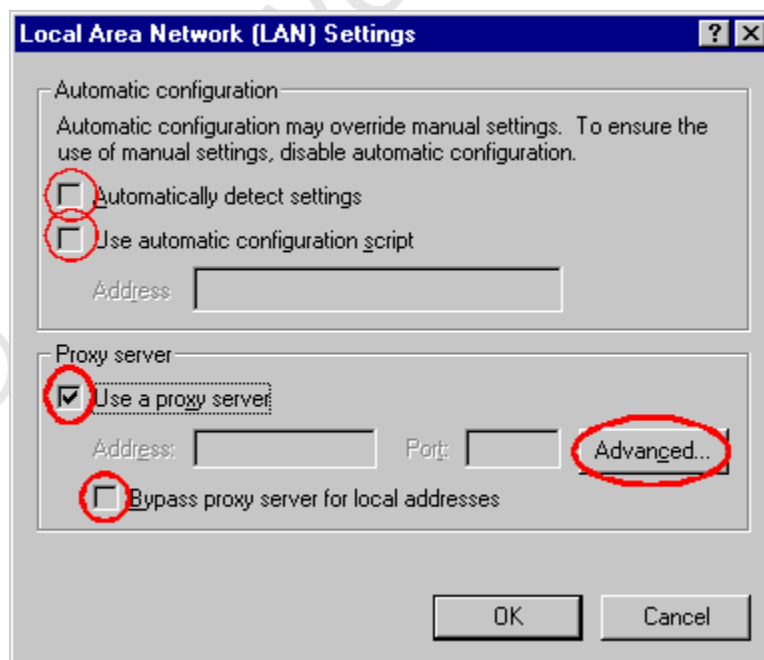 Local Area Network (LAN) Settings
Automatic configuration
Automatic configuration may override manual settings. To ensure the
use of manual settings, disable automatic configuration.
Automatically detect settings
Use automatic configuration script
Address
Proxy server
Use a proxy server
Address:
Port:
Advanced...
Bypass proxy server for local addresses
OK
Cancel